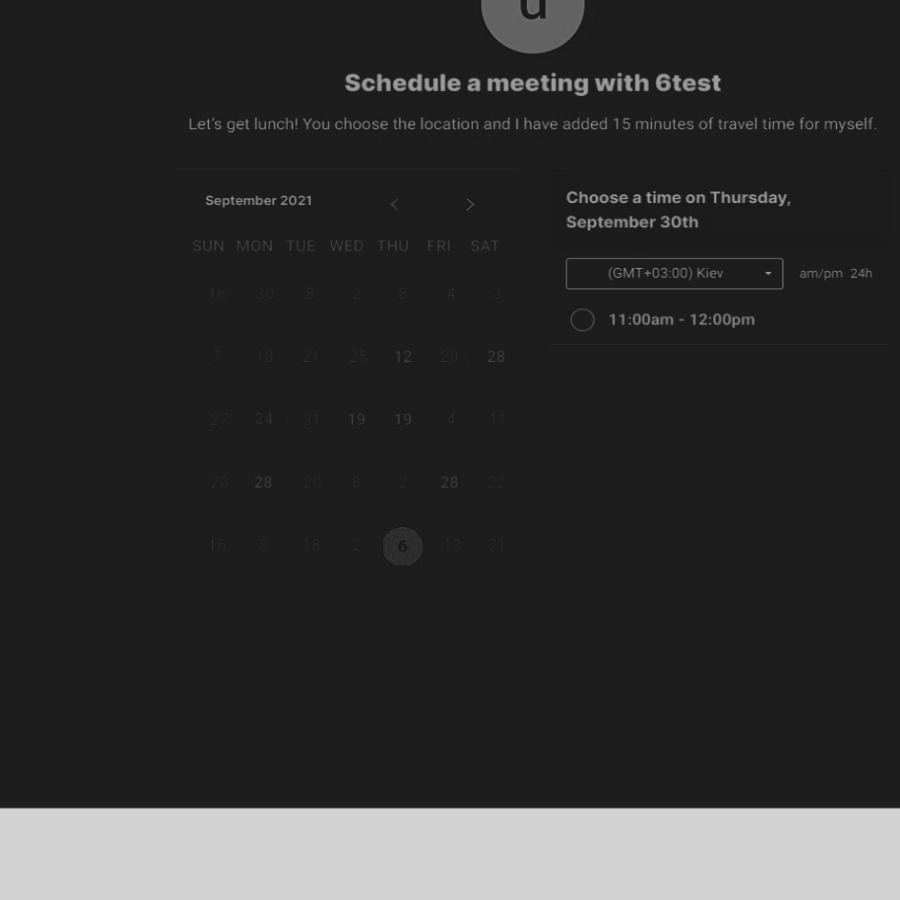 u
Schedule a meeting with 6test
Let's get lunch! You choose the location and I have added 15 minutes of travel time for myself.
September 2021
SUN MON TUE WED THU FRI SAT
16 30 8 2 8 4 3
7 10 21 25 12 29 28
27 24 31 19 19 4 11
20 28 20 8 2 28 22
16 8 18 2 6 13 21
Choose a time on Thursday,
September 30th
(GMT+03:00) Kiev am/pm 24h
11:00am - 12:00pm